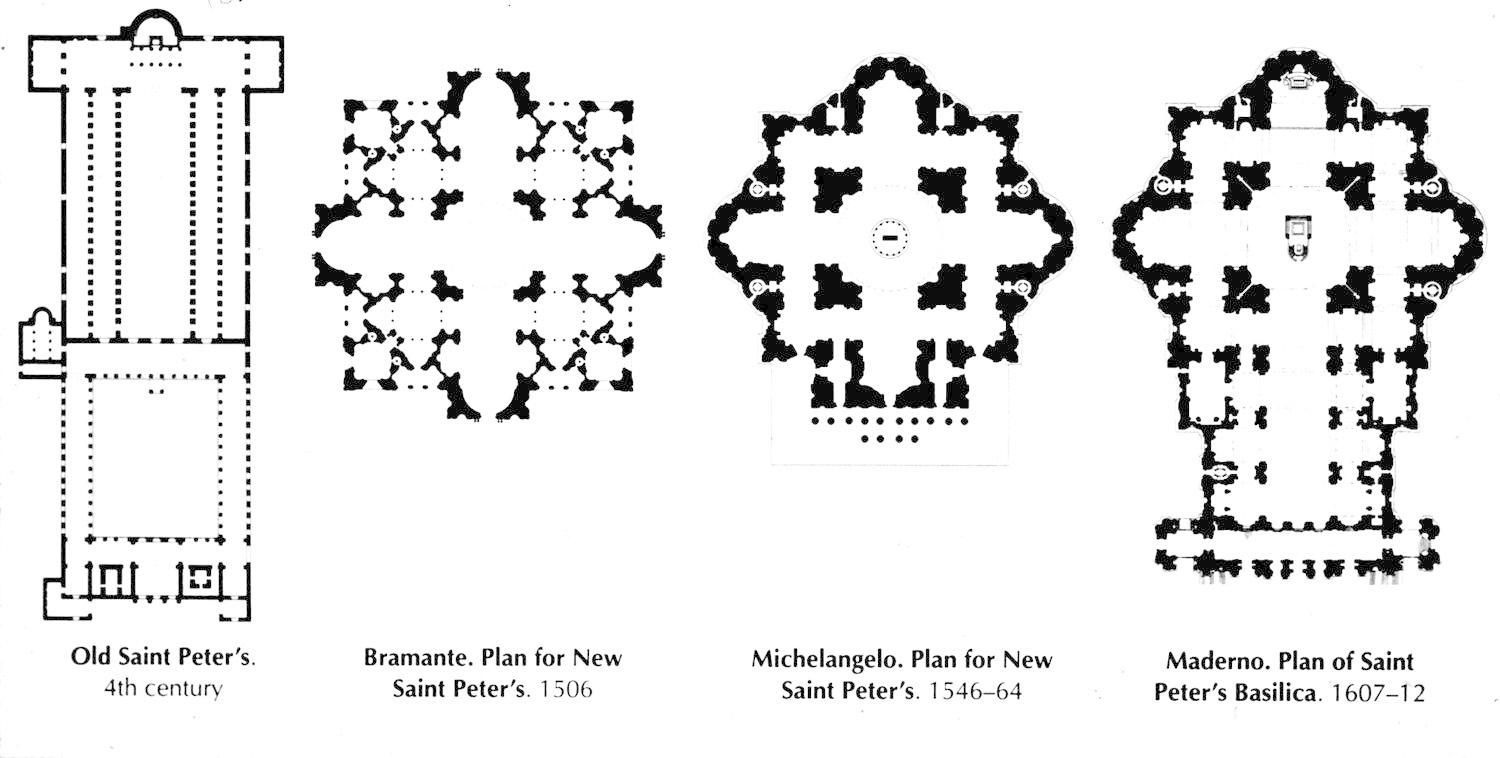 Old Saint Peter's.
4th century
Bramante. Plan for New
Saint Peter's. 1506
Michelangelo. Plan for New
Saint Peter's. 1546–64
Maderno. Plan of Saint
Peter's Basilica. 1607–12